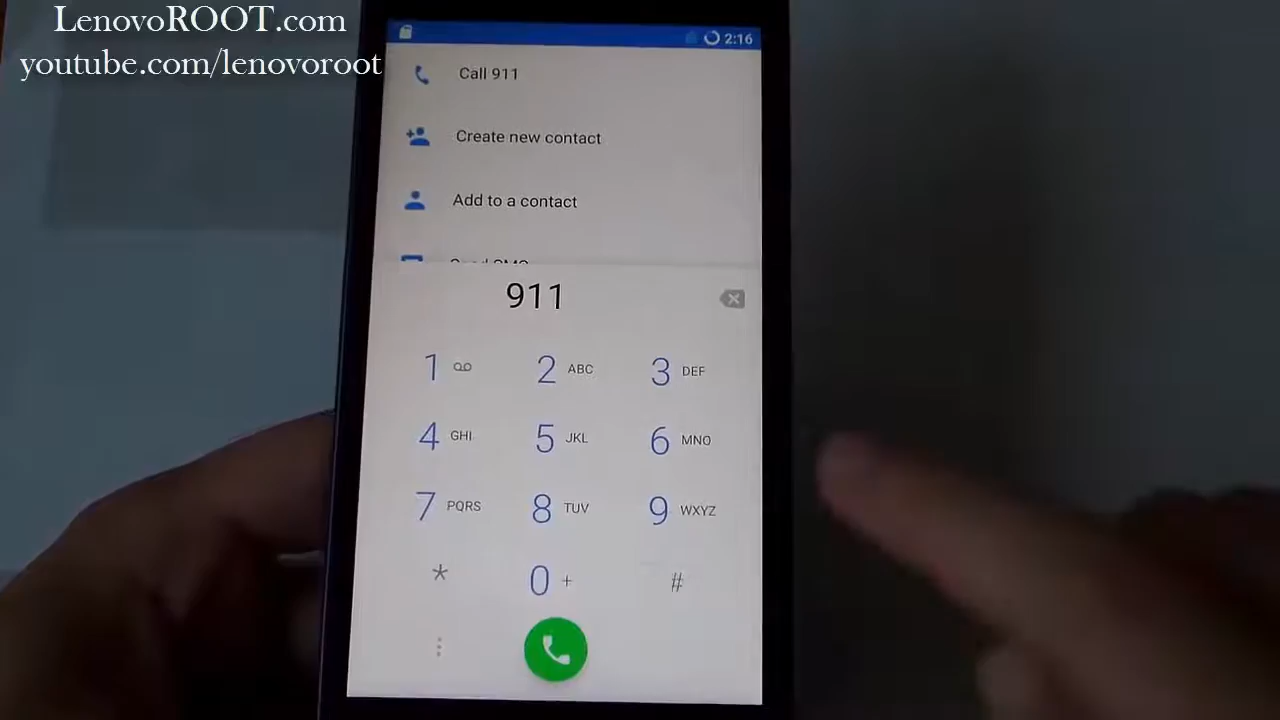 LenovoROOT.com
youtube.com/lenovoroot
2:16
Call 911
Create new contact
Add to a contact
911
1
2 ABC
3 DEF
4 GHI
5 JKL
6 MNO
7 PQRS
8 TUV
9 WXYZ
*
0 +
#